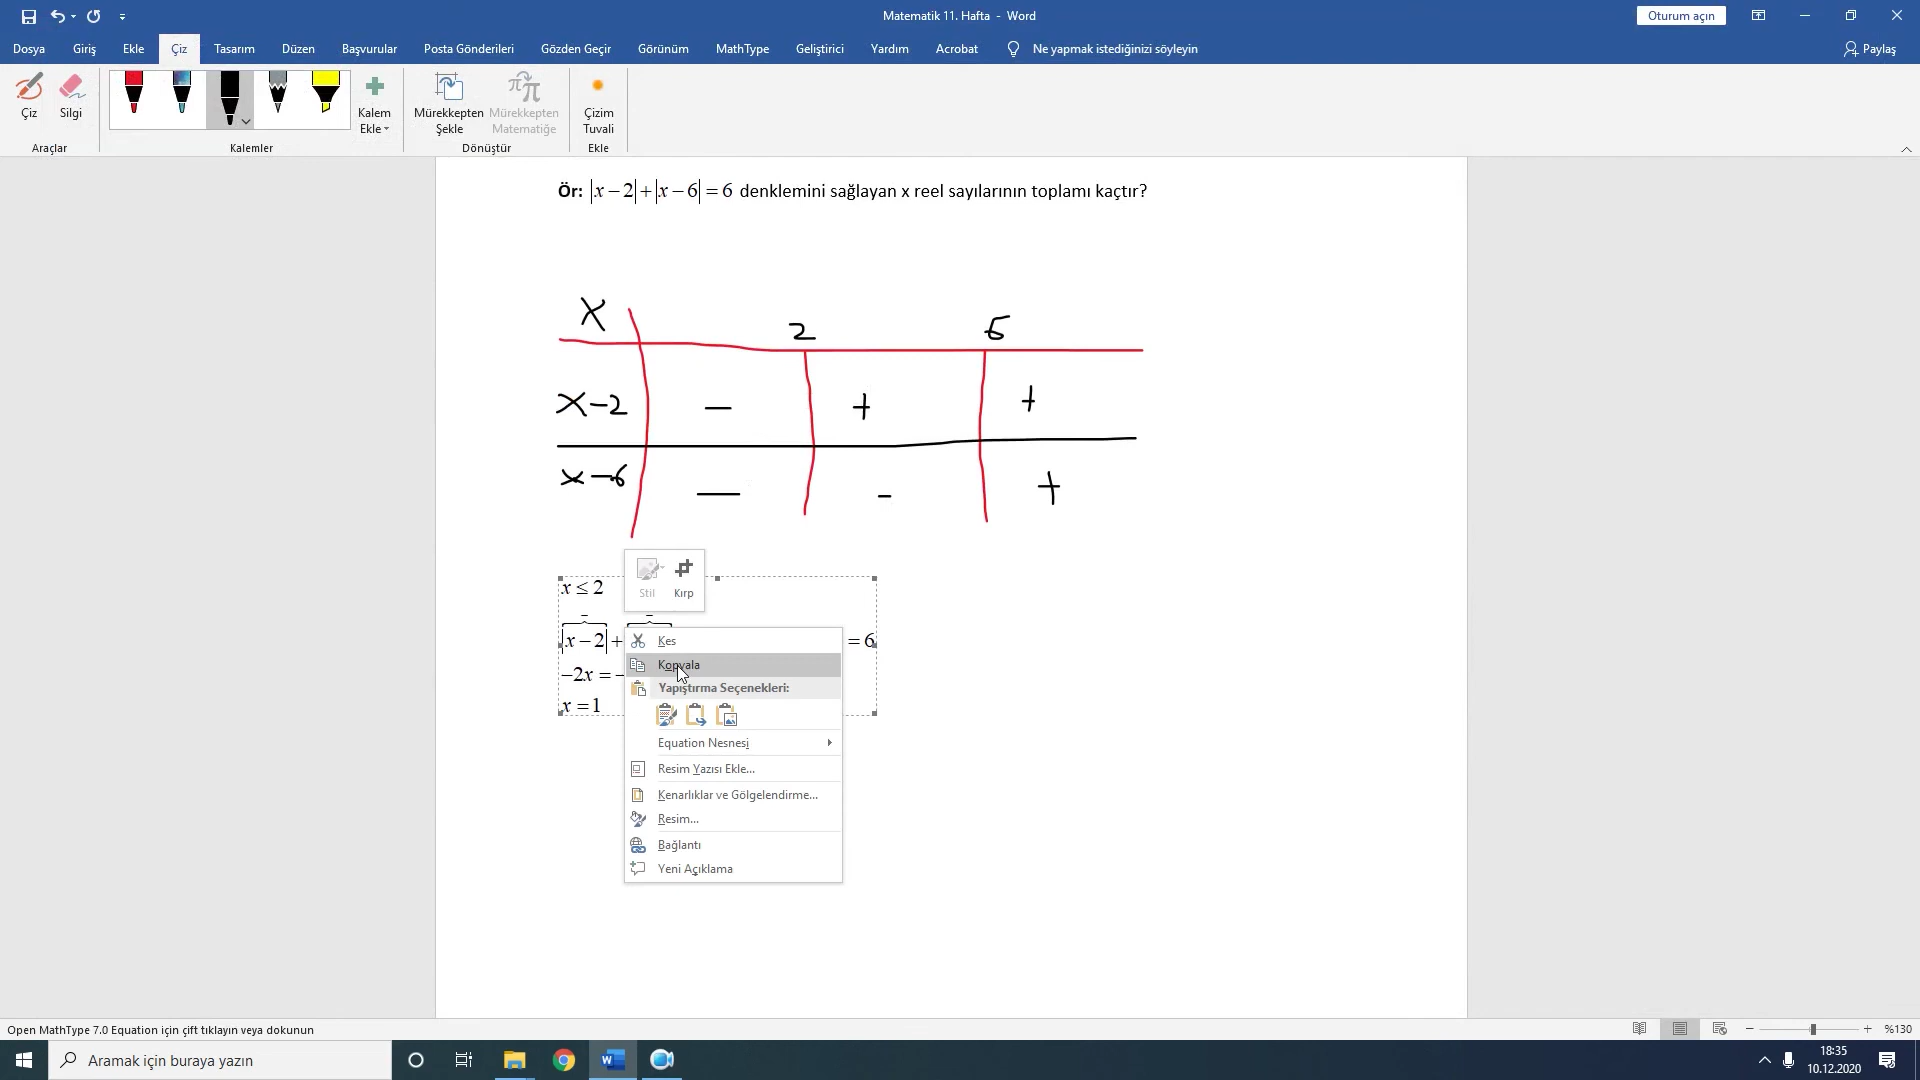 Matematik 11. Hafta - Word
Oturum açın
Dosya Giriş Ekle Çiz Tasarım Düzen Başvurular Posta Gönderileri Gözden Geçir Görünüm MathType Geliştirici Yardım Acrobat Ne yapmak istediğinizi söyleyin Paylaş
Çiz Silgi
Kalem Ekle
Mürekkepten Şekle
Mürekkepten Matematiğe
Çizim Tuvali
Araçlar Kalemler Dönüştür Ekle
Ör: |x−2|+|x−6|=6 denklemini sağlayan x reel sayılarının toplamı kaçtır?
x 2 6
x−2 − + +
x−6 − − +
x ≤ 2
|x−2|+ =6
−2x = −
x = 1
Stil Kırp
Kes
Kopyala
Yapıştırma Seçenekleri:
Equation Nesnesi
Resim Yazısı Ekle...
Kenarlıklar ve Gölgelendirme...
Resim...
Bağlantı
Yeni Açıklama
Open MathType 7.0 Equation için çift tıklayın veya dokunun
%130
Aramak için buraya yazın
18:35
10.12.2020